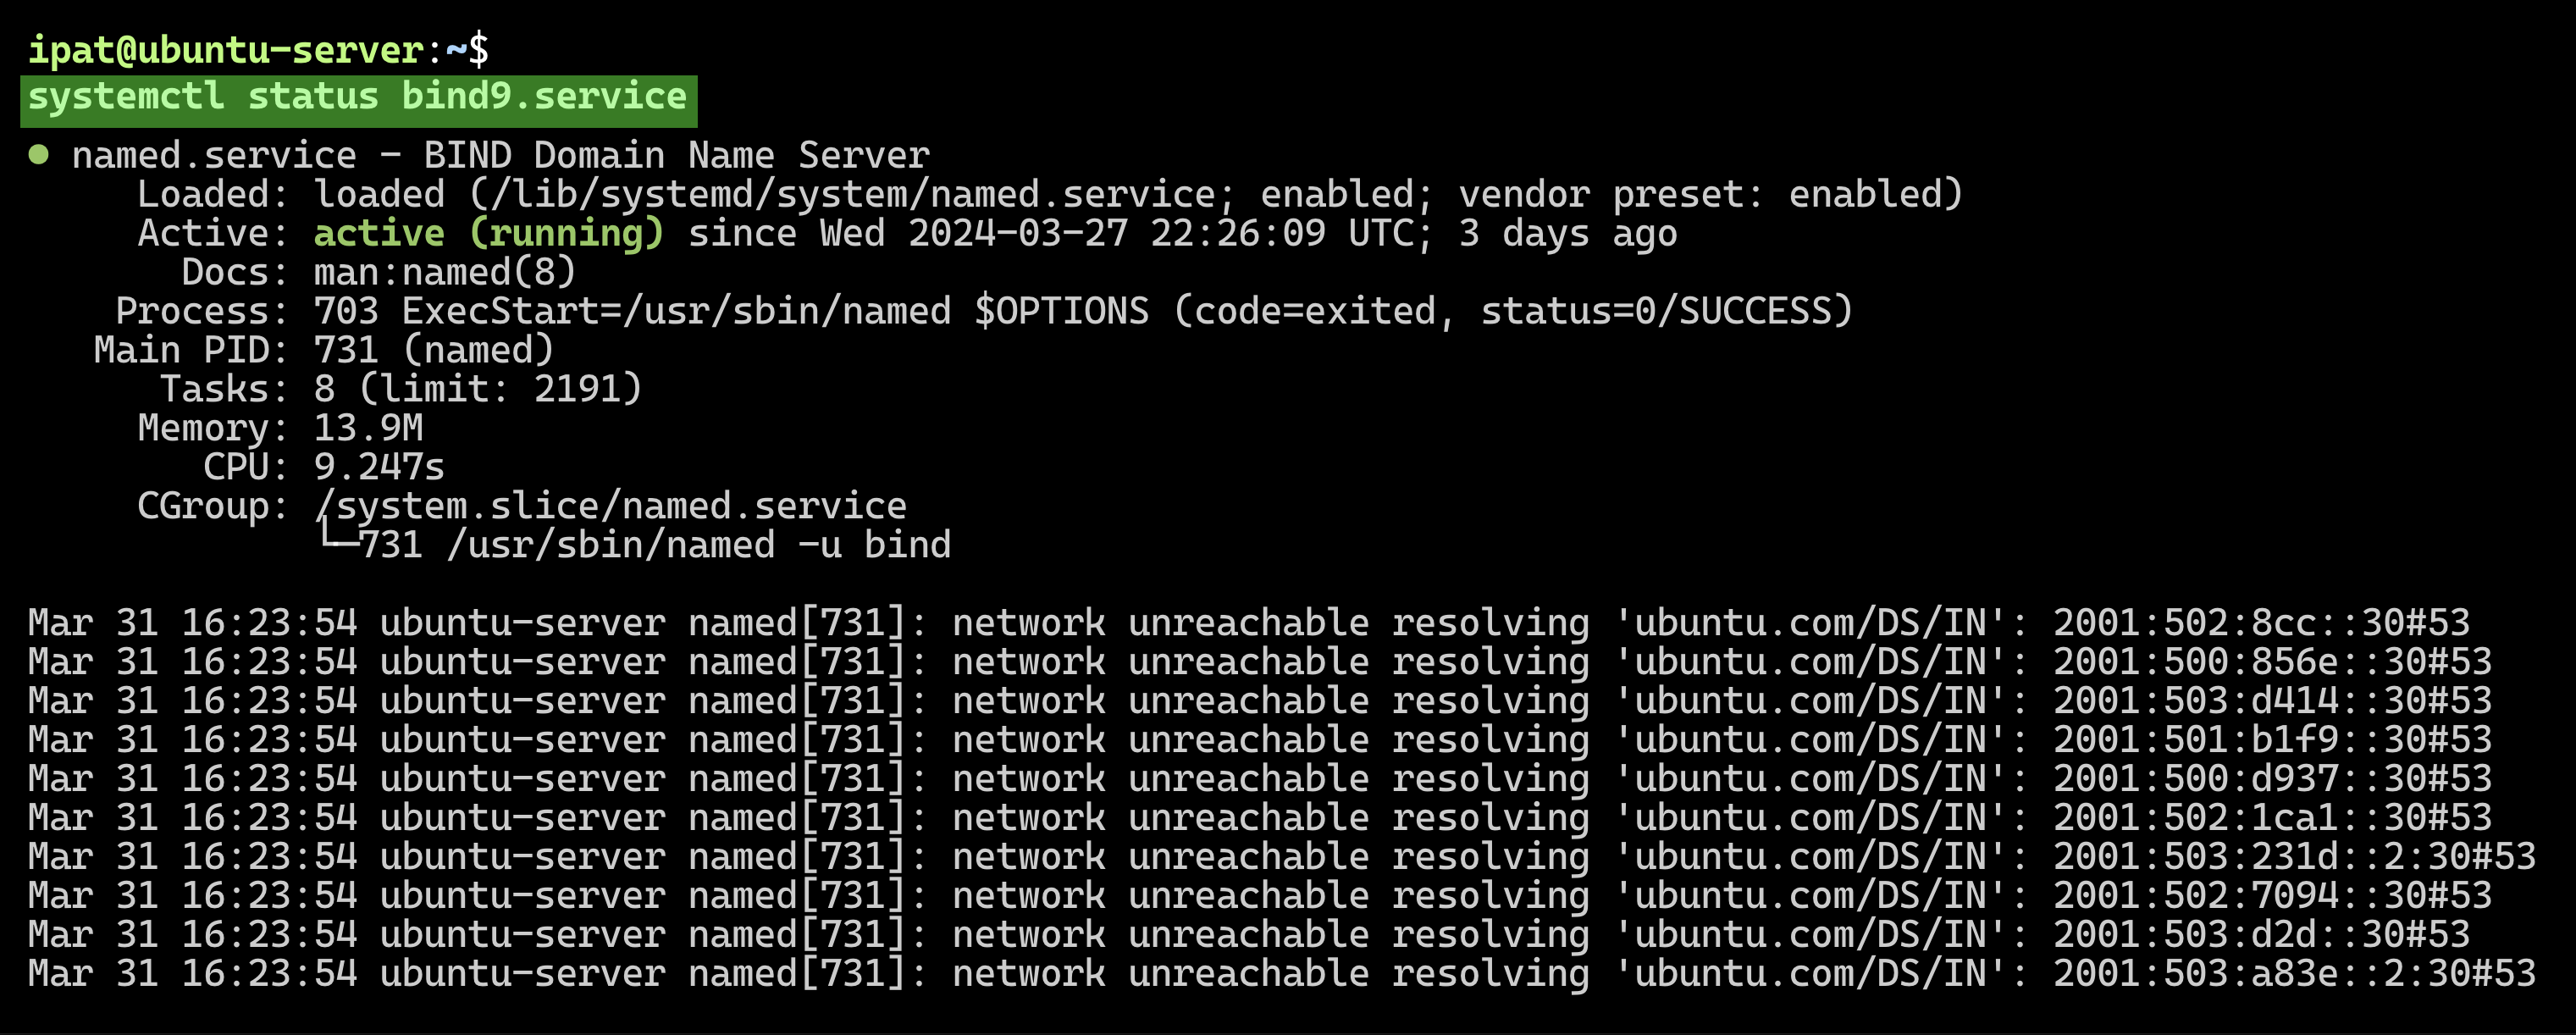 ipat@ubuntu-server:~$
systemctl status bind9.service
● named.service - BIND Domain Name Server
Loaded: loaded (/lib/systemd/system/named.service; enabled; vendor preset: enabled)
Active: active (running) since Wed 2024-03-27 22:26:09 UTC; 3 days ago
Docs: man:named(8)
Process: 703 ExecStart=/usr/sbin/named $OPTIONS (code=exited, status=0/SUCCESS)
Main PID: 731 (named)
Tasks: 8 (limit: 2191)
Memory: 13.9M
CPU: 9.247s
CGroup: /system.slice/named.service
└─731 /usr/sbin/named -u bind
Mar 31 16:23:54 ubuntu-server named[731]: network unreachable resolving 'ubuntu.com/DS/IN': 2001:502:8cc::30#53
Mar 31 16:23:54 ubuntu-server named[731]: network unreachable resolving 'ubuntu.com/DS/IN': 2001:500:856e::30#53
Mar 31 16:23:54 ubuntu-server named[731]: network unreachable resolving 'ubuntu.com/DS/IN': 2001:503:d414::30#53
Mar 31 16:23:54 ubuntu-server named[731]: network unreachable resolving 'ubuntu.com/DS/IN': 2001:501:b1f9::30#53
Mar 31 16:23:54 ubuntu-server named[731]: network unreachable resolving 'ubuntu.com/DS/IN': 2001:500:d937::30#53
Mar 31 16:23:54 ubuntu-server named[731]: network unreachable resolving 'ubuntu.com/DS/IN': 2001:502:1ca1::30#53
Mar 31 16:23:54 ubuntu-server named[731]: network unreachable resolving 'ubuntu.com/DS/IN': 2001:503:231d::2:30#53
Mar 31 16:23:54 ubuntu-server named[731]: network unreachable resolving 'ubuntu.com/DS/IN': 2001:502:7094::30#53
Mar 31 16:23:54 ubuntu-server named[731]: network unreachable resolving 'ubuntu.com/DS/IN': 2001:503:d2d::30#53
Mar 31 16:23:54 ubuntu-server named[731]: network unreachable resolving 'ubuntu.com/DS/IN': 2001:503:a83e::2:30#53